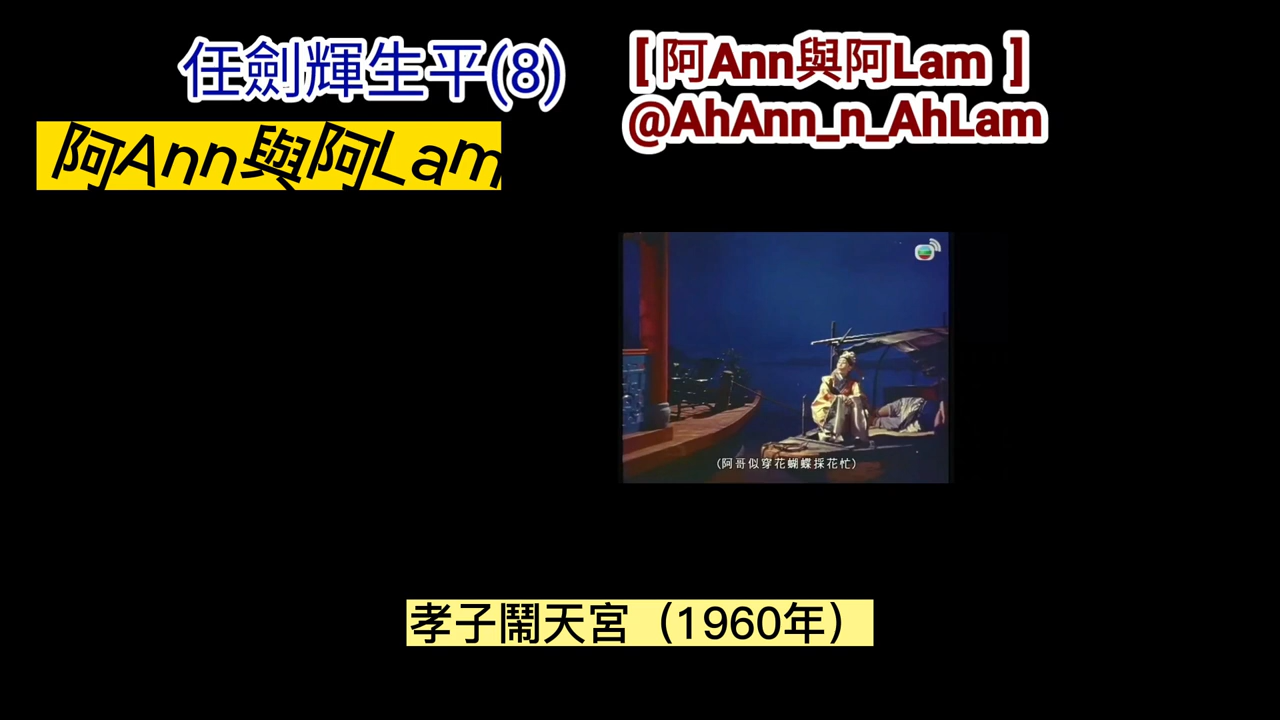 任劍輝生平(8)
[ 阿Ann與阿Lam ]
@AhAnn_n_AhLam
阿Ann與阿Lam
(阿哥似穿花蝴蝶採花忙)
孝子鬧天宮（1960年）